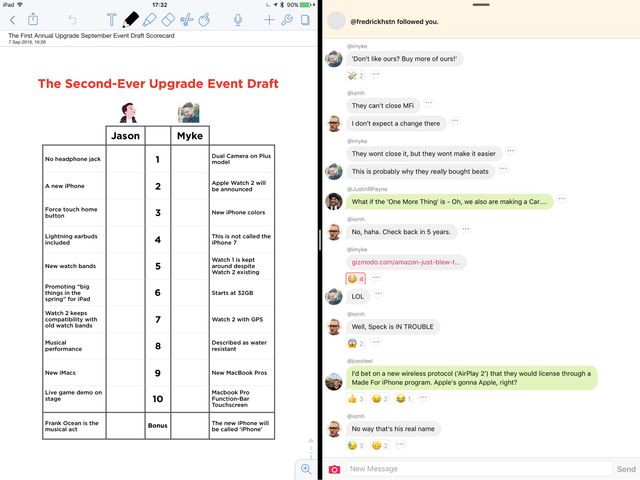 iPad
17:32
90%
The First Annual Upgrade September Event Draft Scorecard
7 Sep 2016, 16:26
The Second-Ever Upgrade Event Draft
Jason
Myke
No headphone jack
1
Dual Camera on Plus
model
A new iPhone
2
Apple Watch 2 will
be announced
Force touch home
button
3
New iPhone colors
Lightning earbuds
included
4
This is not called the
iPhone 7
New watch bands
5
Watch 1 is kept
around despite
Watch 2 existing
Promoting "big
things in the
spring" for iPad
6
Starts at 32GB
Watch 2 keeps
compatibility with
old watch bands
7
Watch 2 with GPS
Musical
performance
8
Described as water
resistant
New iMacs
9
New MacBook Pros
Live game demo on
stage
10
Macbook Pro
Function-Bar
Touchscreen
Frank Ocean is the
musical act
Bonus
The new iPhone will
be called 'iPhone'
@fredrickhstn followed you.
@imyke
'Don't like ours? Buy more of ours!'
2
@ismh
They can't close MFi
I don't expect a change there
@imyke
They wont close it, but they wont make it easier
This is probably why they really bought beats
@JustinRPayne
What if the 'One More Thing' is - Oh, we also are making a Car....
@ismh
No, haha. Check back in 5 years.
@imyke
gizmodo.com/amazon-just-blew-t...
4
LOL
@ismh
Well, Speck is IN TROUBLE
2
@joesteel
I'd bet on a new wireless protocol ('AirPlay 2') that they would license through a
Made For iPhone program. Apple's gonna Apple, right?
3
2
1
@ismh
No way that's his real name
3
2
New Message
Send